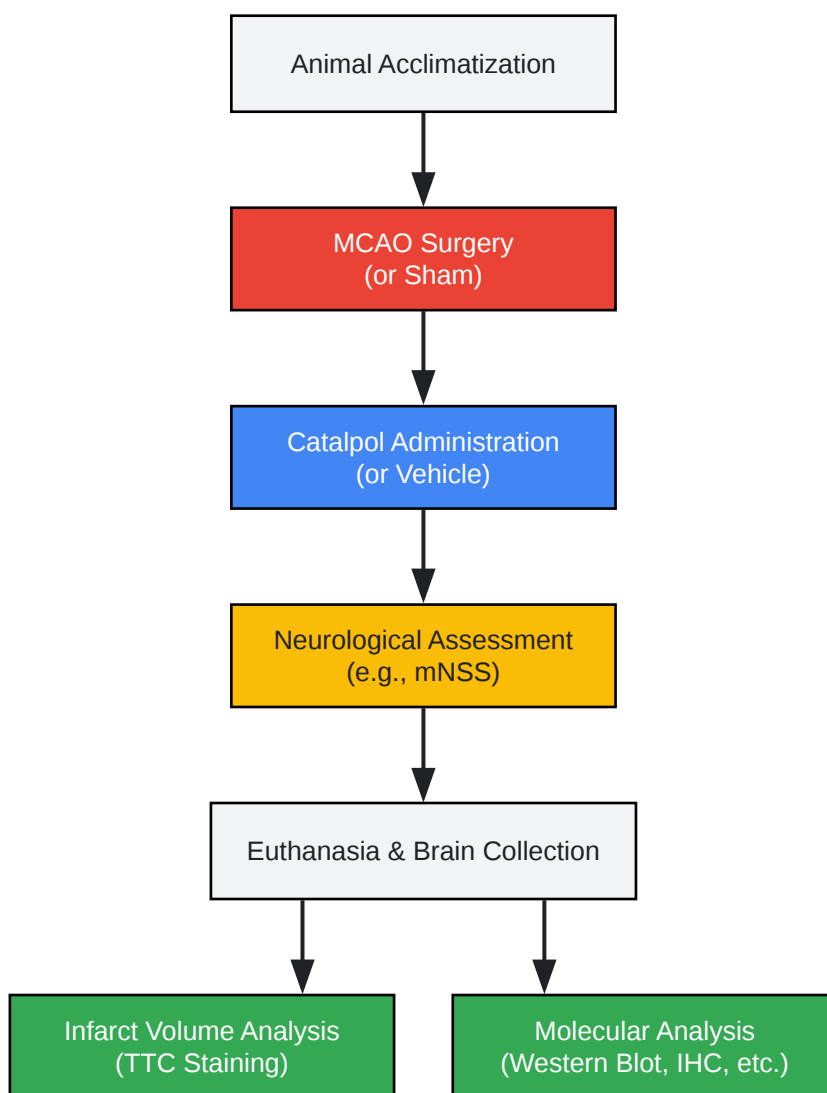 Animal Acclimatization
MCAO Surgery
(or Sham)
Catalpol Administration
(or Vehicle)
Neurological Assessment
(e.g., mNSS)
Euthanasia & Brain Collection
Infarct Volume Analysis
(TTC Staining)
Molecular Analysis
(Western Blot, IHC, etc.)